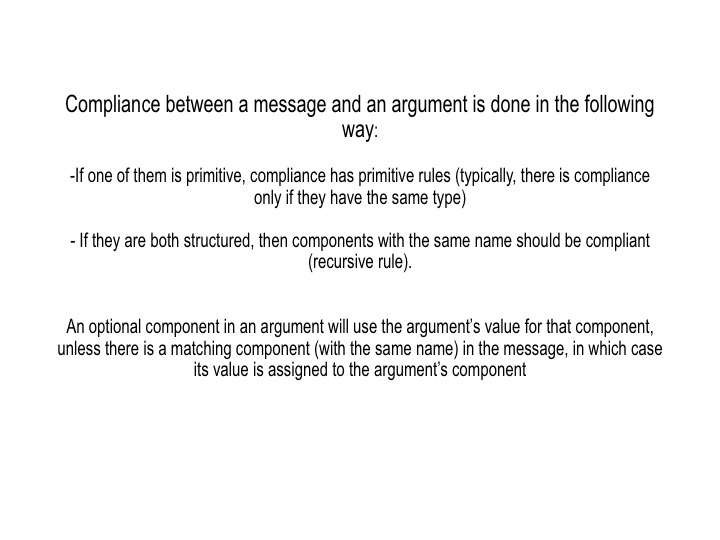 Compliance between a message and an argument is done in the following
way:
-If one of them is primitive, compliance has primitive rules (typically, there is compliance
only if they have the same type)
- If they are both structured, then components with the same name should be compliant
(recursive rule).
An optional component in an argument will use the argument’s value for that component,
unless there is a matching component (with the same name) in the message, in which case
its value is assigned to the argument’s component